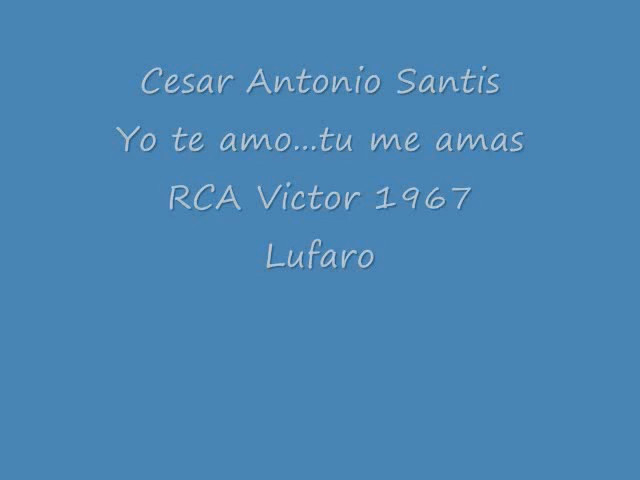 Cesar Antonio Santis
Yo te amo...tu me amas
RCA Victor 1967
Lufaro